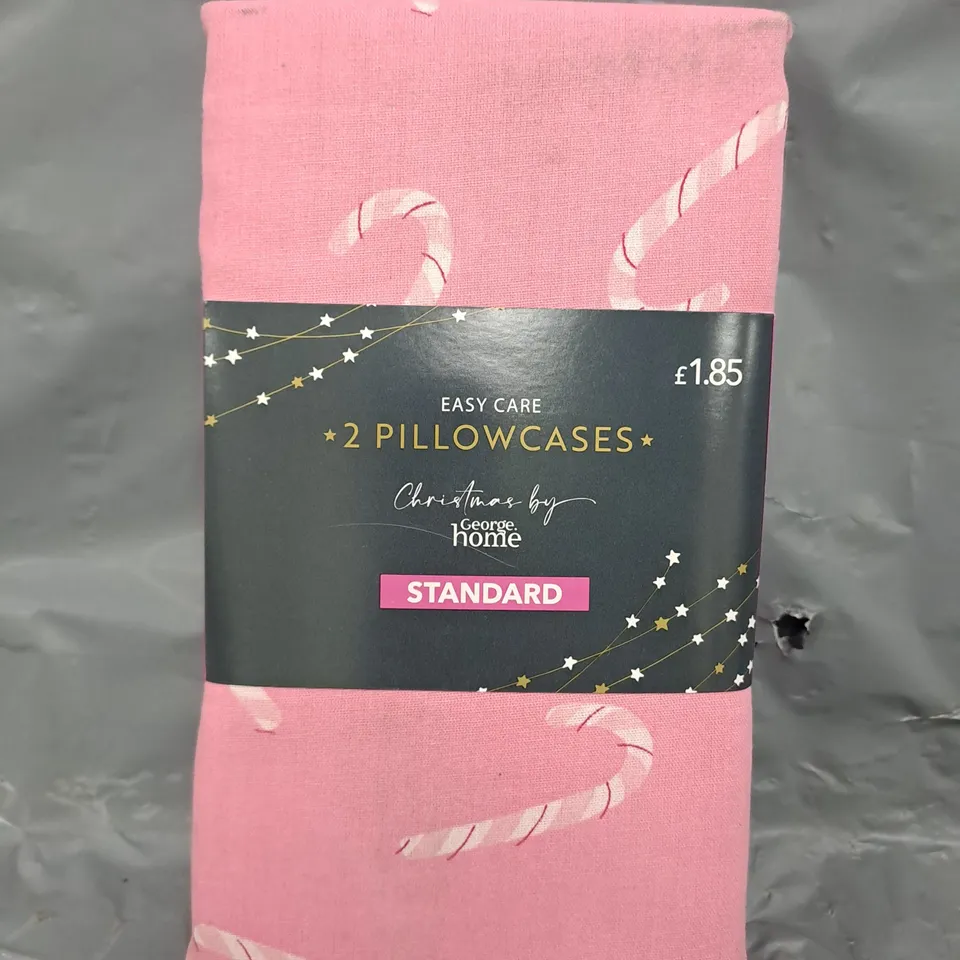 £1.85
EASY CARE
2 PILLOWCASES
Christmas by
George.
home
STANDARD